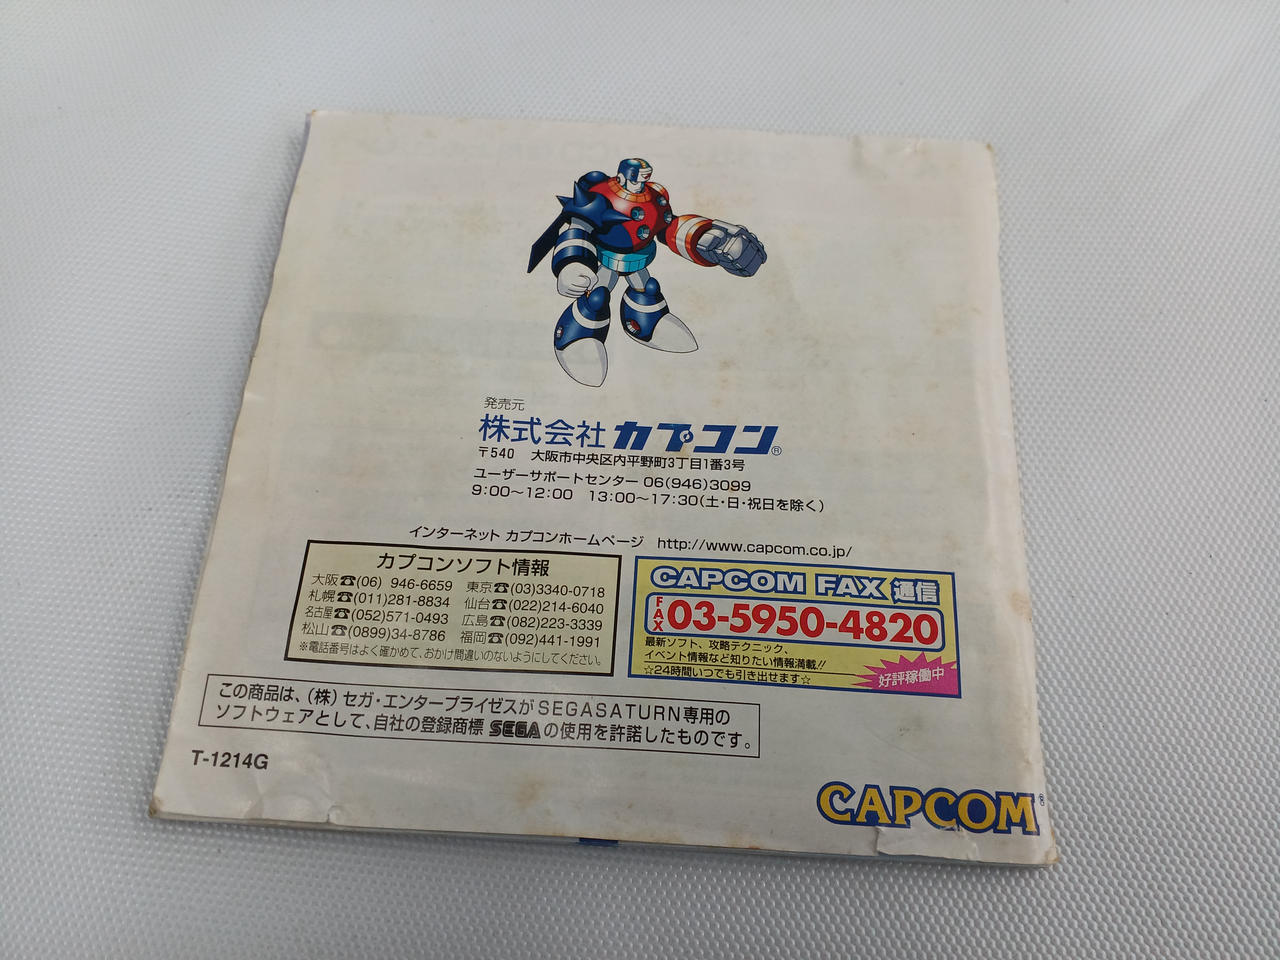 発売元
株式会社 カプコン®
〒540 大阪市中央区内平野町3丁目1番3号
ユーザーサポートセンター 06(946)3099
9:00～12:00 13:00～17:30(土・日・祝日を除く)
インターネット カプコンホームページ http://www.capcom.co.jp/
カプコンソフト情報
大阪☎(06) 946-6659 東京☎(03)3340-0718
札幌☎(011)281-8834 仙台☎(022)214-6040
名古屋☎(052)571-0493 広島☎(082)223-3339
松山☎(0899)34-8786 福岡☎(092)441-1991
※電話番号はよく確かめて、おかけ間違いのないようにしてください。
CAPCOM FAX 通信
FAX 03-5950-4820
最新ソフト、攻略テクニック、
イベント情報など知りたい情報満載!!
☆24時間いつでも引き出せます☆
好評稼働中
この商品は、(株)セガ・エンタープライゼスがSEGASATURN専用の
ソフトウェアとして、自社の登録商標 SEGA の使用を許諾したものです。
T-1214G
CAPCOM®